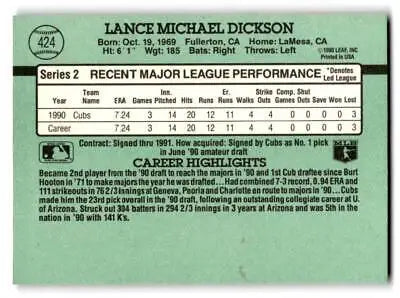 424
LANCE MICHAEL DICKSON
Born: Oct. 19, 1969 Fullerton, CA Home: LaMesa, CA
Ht: 6'1" Wgt: 185 Bats: Right Throws: Left
© 1990 LEAF, INC.
Printed in USA
Series 2 RECENT MAJOR LEAGUE PERFORMANCE *Denotes Led League
Team Inn. Er. Strike Comp. Shut
Year Name ERA Games Pitched Hits Runs Runs Walks Outs Games Outs Save Won Lost
1990 Cubs 7.24 3 14 20 12 11 4 4 0 0 0 0 3
Career 7.24 3 14 20 12 11 4 4 0 0 0 0 3
Contract: Signed thru 1991. How acquired: Signed by Cubs as No. 1 pick
in June '90 amateur draft
MLB
CAREER HIGHLIGHTS
Became 2nd player from the '90 draft to reach majors and 1st Cub draftee since Burt
Hooton in '71 to make majors the year he was drafted...Had combined 7-3 record, 0.94 ERA and
111 strikeouts in 76 2/3 innings at Geneva, Peoria and Charlotte before promotion to Cubs...Cubs
made him the 23rd pick overall in the '90 draft, following an outstanding collegiate career at U.
of Arizona. Struck out 304 batters in 294 2/3 innings in 3 years at Arizona and was 5th in the
nation in '90 with 141 K's.